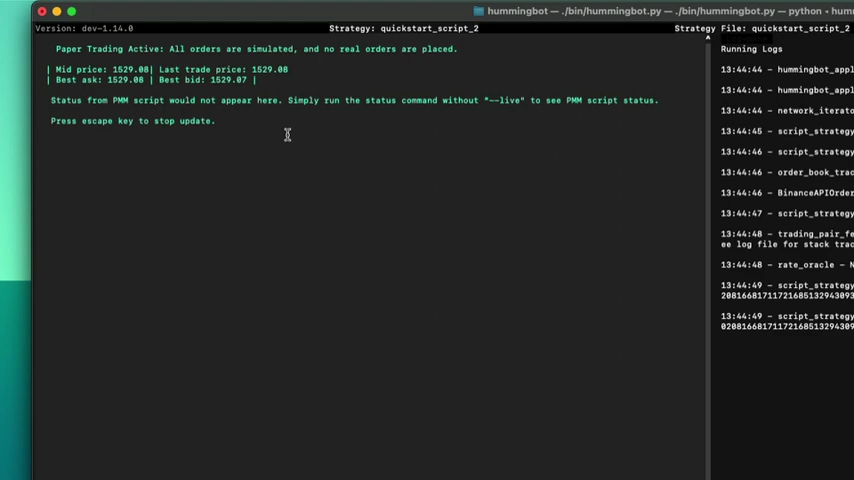 hummingbot — ./bin/hummingbot.py — ./bin/hummingbot.py — python • humm
Version: dev-1.14.0 Strategy: quickstart_script_2 Strategy File: quickstart_script_2
Paper Trading Active: All orders are simulated, and no real orders are placed.
| Mid price: 1529.08| Last trade price: 1529.08
| Best ask: 1529.08 | Best bid: 1529.07 |
Status from PMM script would not appear here. Simply run the status command without "--live" to see PMM script status.
Press escape key to stop update.
Running Logs
13:44:44 - hummingbot_appl
13:44:44 - hummingbot_appl
13:44:44 - network_iterato
13:44:45 - script_strategy
13:44:46 - script_strategy
13:44:46 - order_book_trac
13:44:46 - BinanceAPIOrder
13:44:47 - script_strategy
13:44:48 - trading_pair_fe
ee log file for stack trac
13:44:48 - rate_oracle - N
13:44:49 - script_strategy
2081668171172168513294309
13:44:49 - script_strategy
0208166817117216851329430